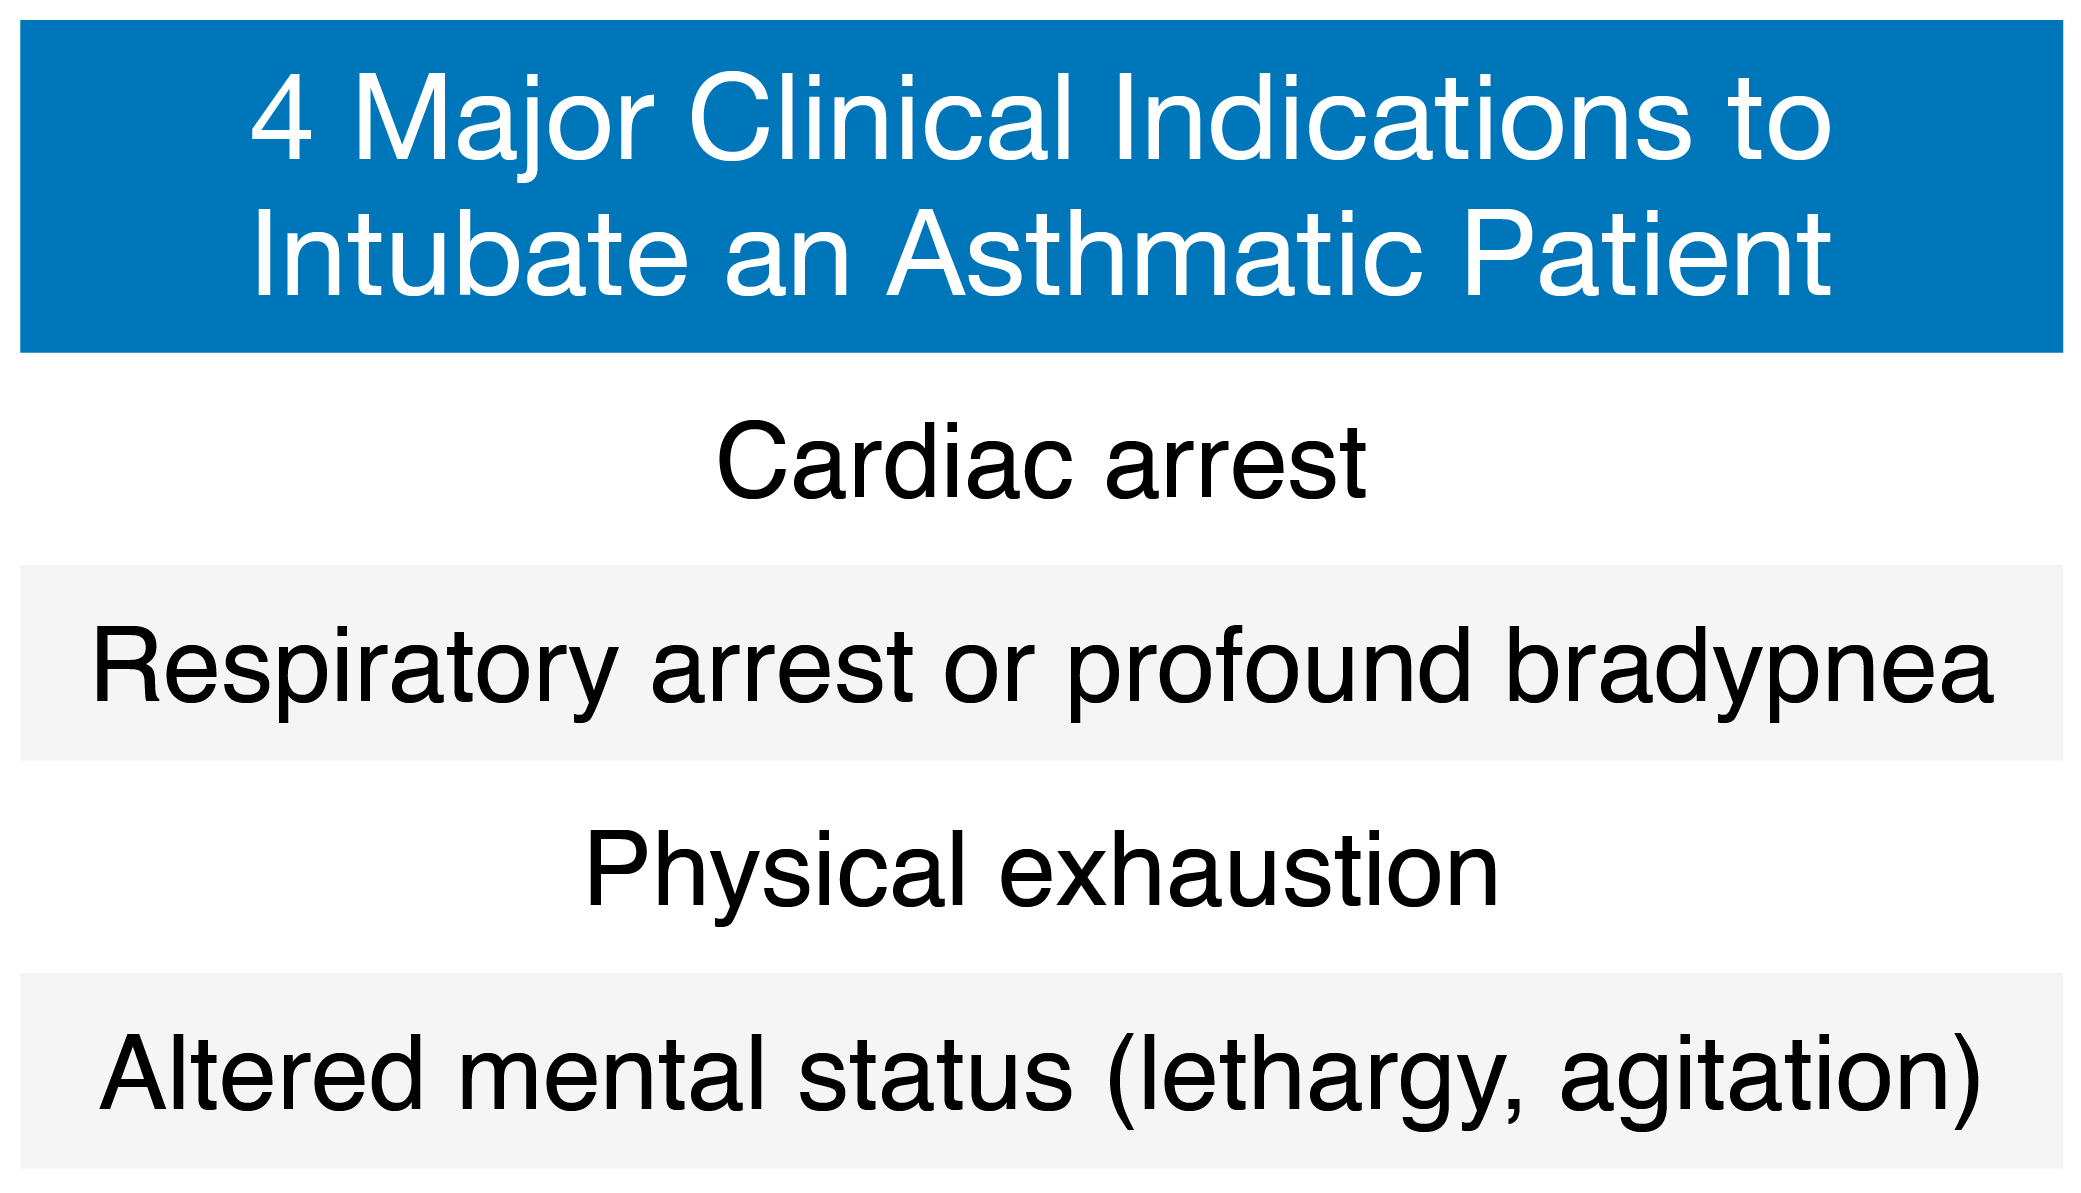 4 Major Clinical Indications to
Intubate an Asthmatic Patient
Cardiac arrest
Respiratory arrest or profound bradypnea
Physical exhaustion
Altered mental status (lethargy, agitation)